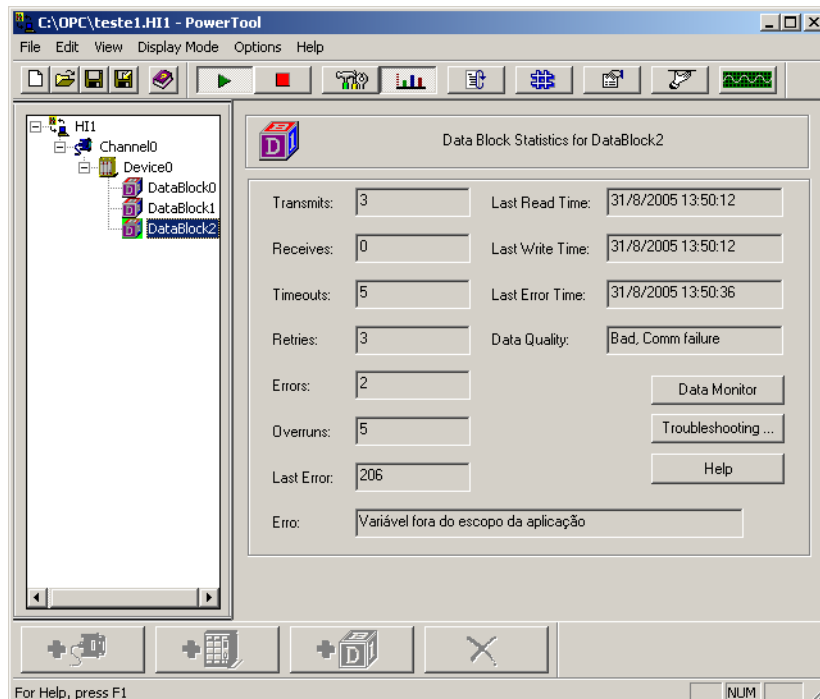 C:\OPC\teste1.HI1 - PowerTool
File Edit View Display Mode Options Help
HI1
Channel0
Device0
DataBlock0
DataBlock1
DataBlock2
D
Data Block Statistics for DataBlock2
Transmits: 3 Last Read Time: 31/8/2005 13:50:12
Receives: 0 Last Write Time: 31/8/2005 13:50:12
Timeouts: 5 Last Error Time: 31/8/2005 13:50:36
Retries: 3 Data Quality: Bad, Comm failure
Errors: 2 Data Monitor
Overruns: 5 Troubleshooting ...
Last Error: 206 Help
Erro: Variável fora do escopo da aplicação
D
For Help, press F1 NUM